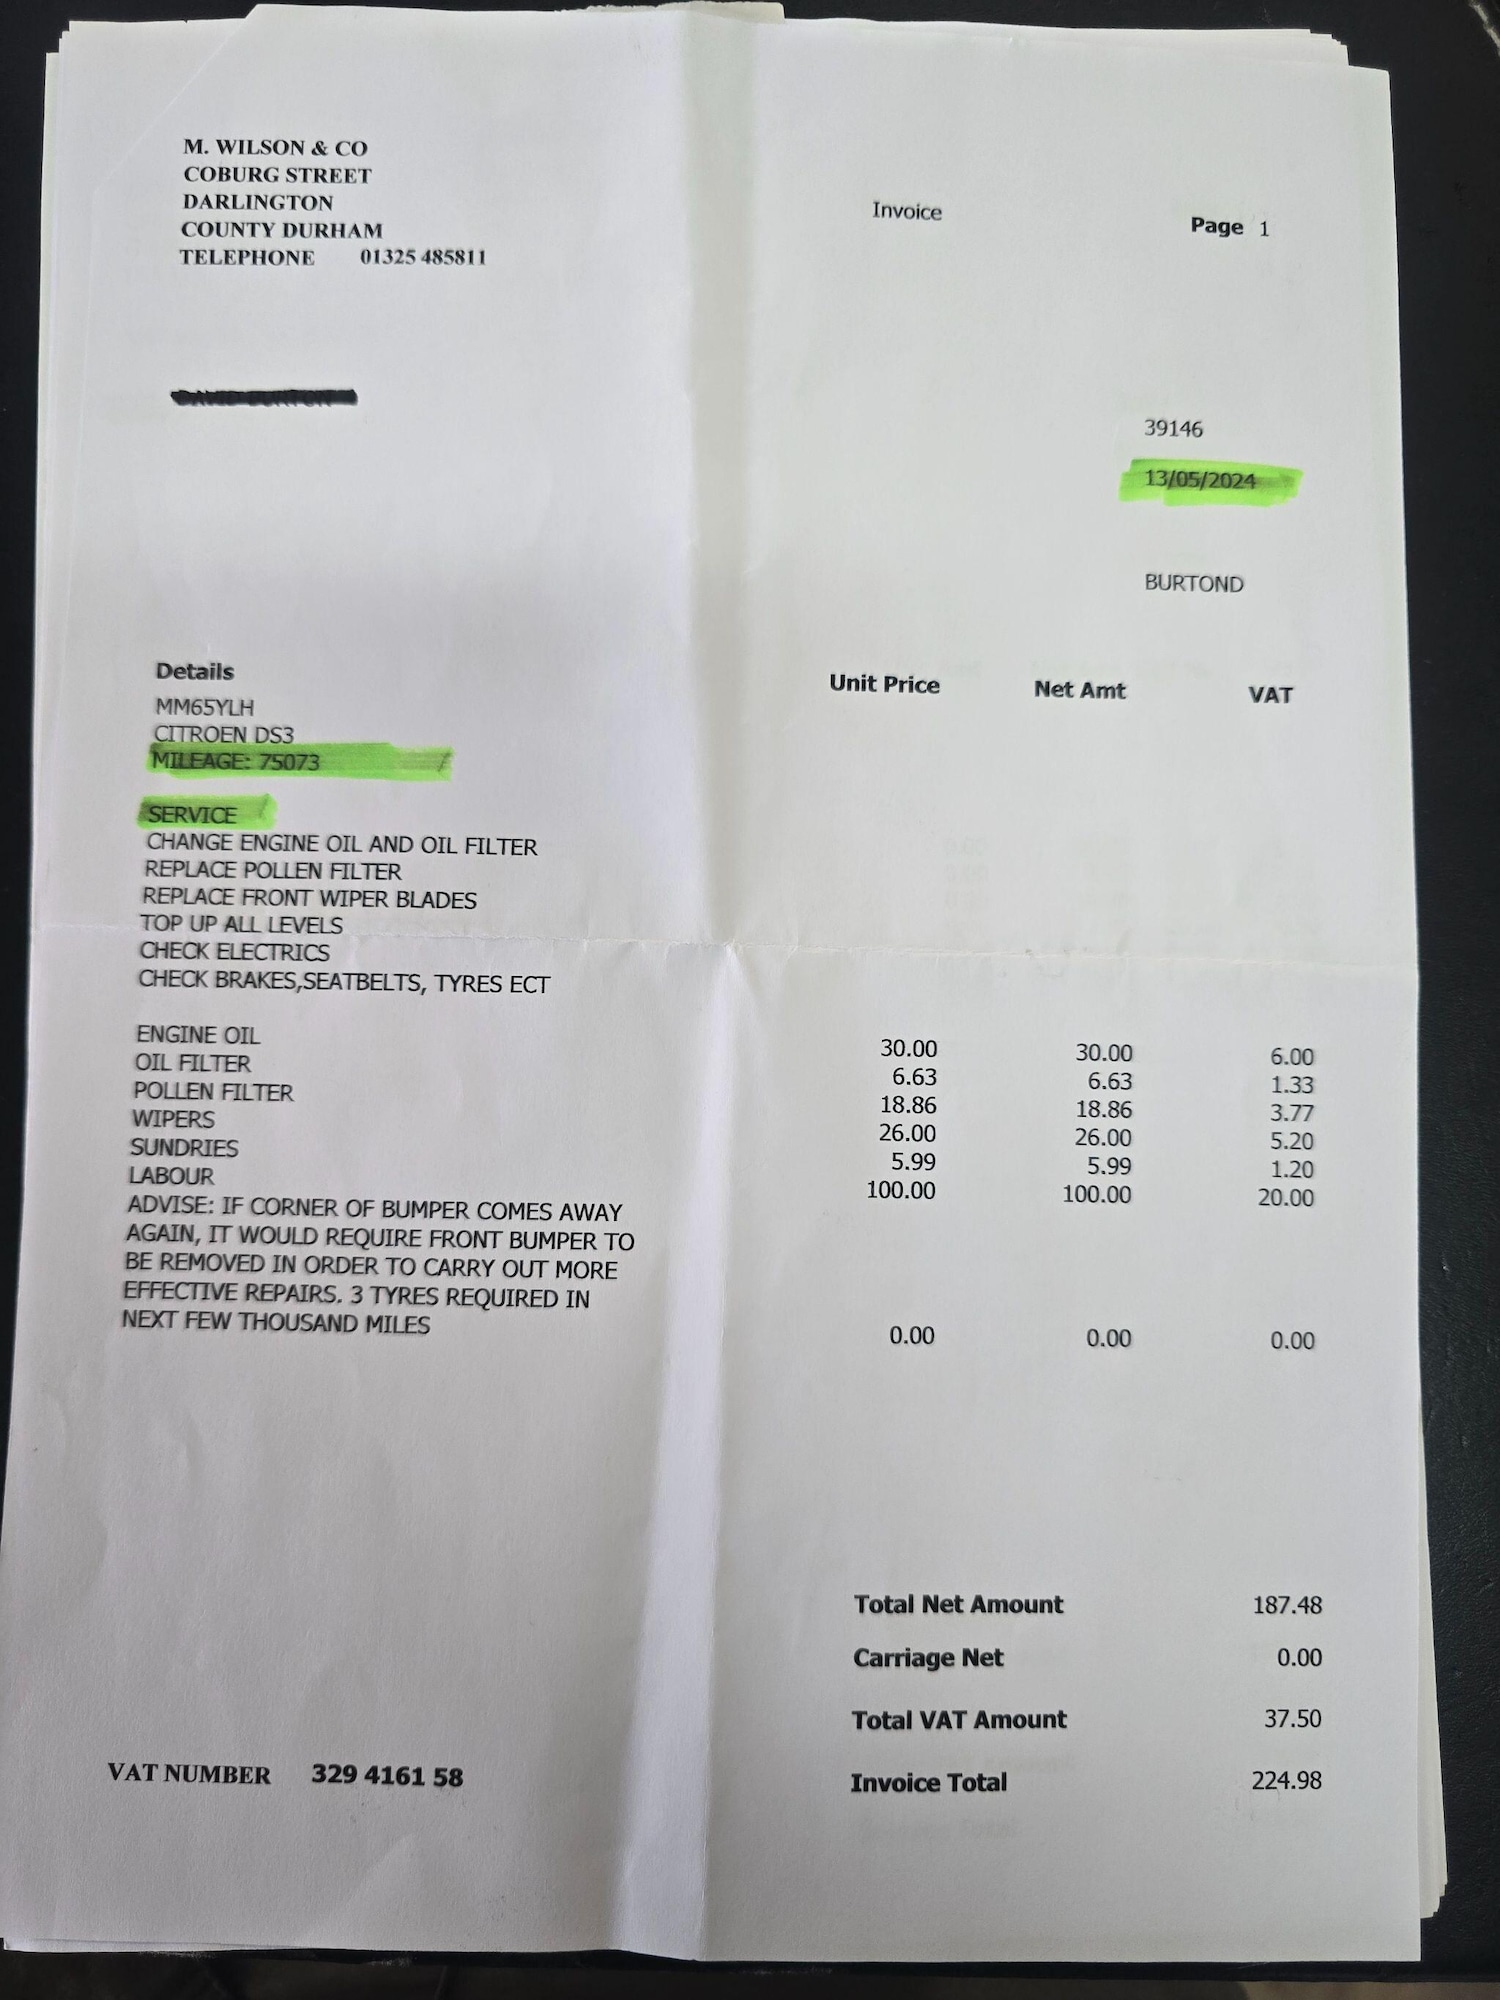 M. WILSON & CO
COBURG STREET
DARLINGTON
COUNTY DURHAM
TELEPHONE 01325 485811
Invoice
Page 1
39146
13/05/2024
BURTOND
Details Unit Price Net Amt VAT
MM65YLH
CITROEN DS3
MILEAGE: 75073
SERVICE
CHANGE ENGINE OIL AND OIL FILTER
REPLACE POLLEN FILTER
REPLACE FRONT WIPER BLADES
TOP UP ALL LEVELS
CHECK ELECTRICS
CHECK BRAKES,SEATBELTS, TYRES ECT
ENGINE OIL 30.00 30.00 6.00
OIL FILTER 6.63 6.63 1.33
POLLEN FILTER 18.86 18.86 3.77
WIPERS 26.00 26.00 5.20
SUNDRIES 5.99 5.99 1.20
LABOUR 100.00 100.00 20.00
ADVISE: IF CORNER OF BUMPER COMES AWAY
AGAIN, IT WOULD REQUIRE FRONT BUMPER TO
BE REMOVED IN ORDER TO CARRY OUT MORE
EFFECTIVE REPAIRS. 3 TYRES REQUIRED IN
NEXT FEW THOUSAND MILES 0.00 0.00 0.00
Total Net Amount 187.48
Carriage Net 0.00
Total VAT Amount 37.50
Invoice Total 224.98
VAT NUMBER 329 4161 58